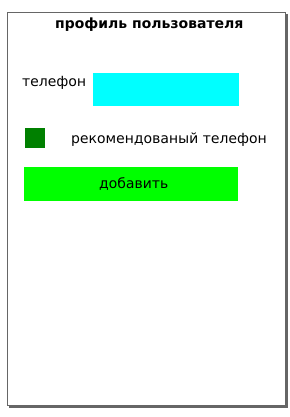 профиль пользователя
телефон
рекомендованый телефон
добавить